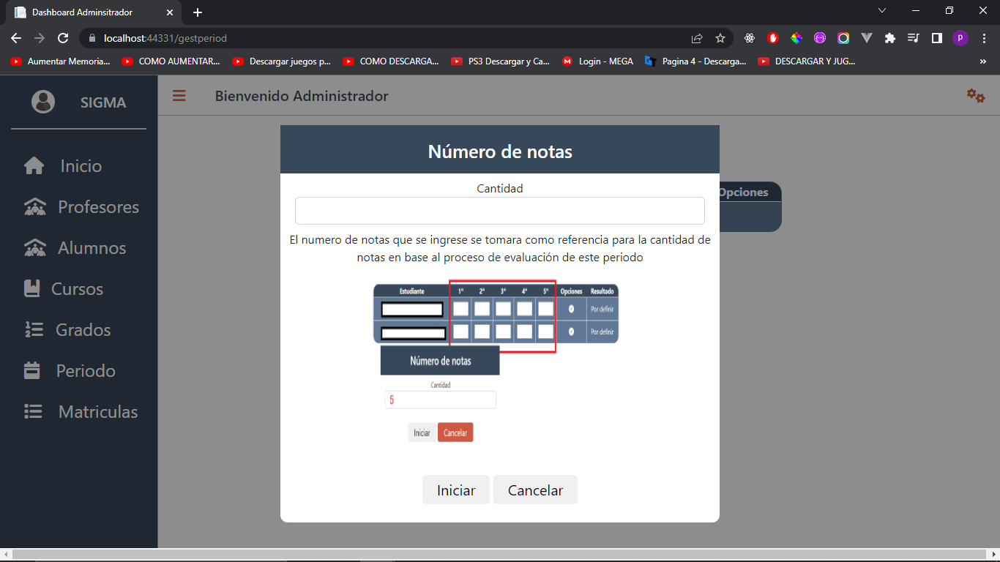 Dashboard Adminsitrador
localhost:44331/gestperiod
p
Aumentar Memoria...
COMO AUMENTAR...
Descargar juegos p...
COMO DESCARGA...
PS3 Descargar y Ca...
Login - MEGA
Pagina 4 - Descarga...
DESCARGAR Y JUG...
»
SIGMA
Bienvenido Administrador
Inicio
Profesores
Alumnos
Cursos
Grados
Periodo
Matriculas
Opciones
Número de notas
Cantidad
El numero de notas que se ingrese se tomara como referencia para la cantidad de
notas en base al proceso de evaluación de este periodo
Estudiante 1° 2° 3° 4° 5° Opciones Resultado
Por definir
Por definir
Número de notas
Cantidad
5
Iniciar Cancelar
Iniciar Cancelar